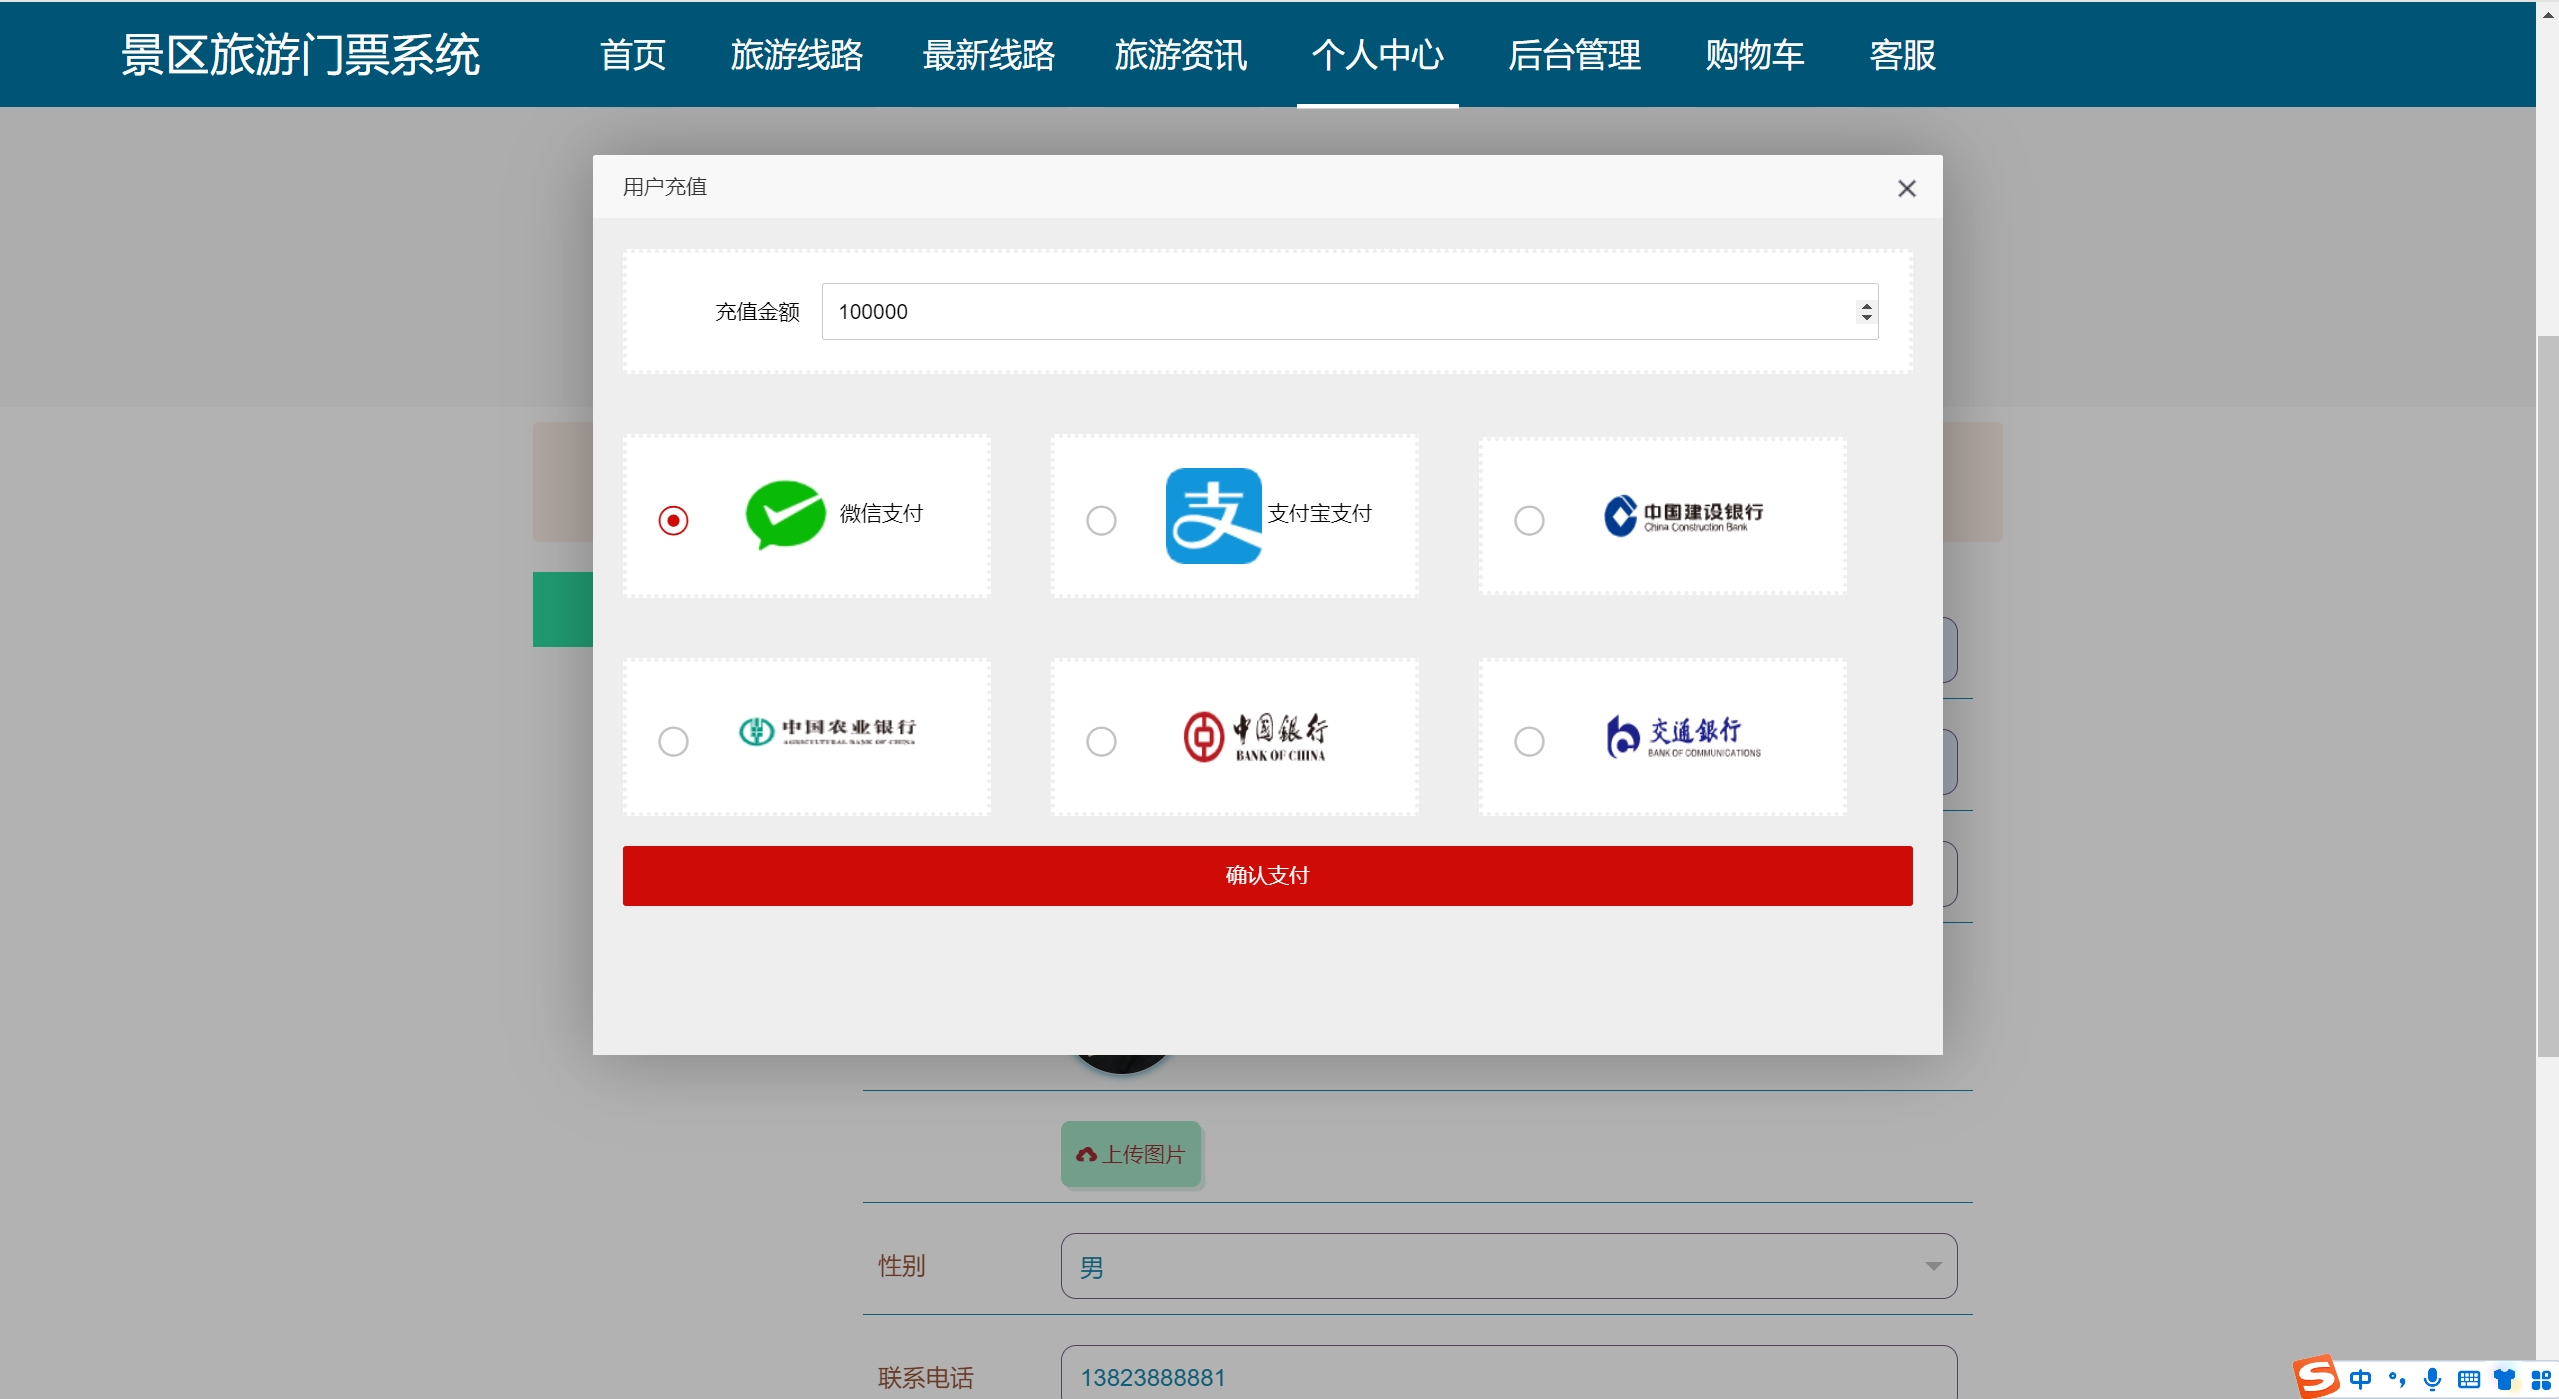 景区旅游门票系统 首页 旅游线路 最新线路 旅游资讯 个人中心 后台管理 购物车 客服
用户充值
充值金额 100000
微信支付 支 支付宝支付 中国建设银行
China Construction Bank
中国农业银行 中国銀行 交通銀行
AGRICULTURAL BANK OF CHINA BANK OF CHINA BANK OF COMMUNICATIONS
确认支付
上传图片
性别 男
联系电话 13823888881
S 中